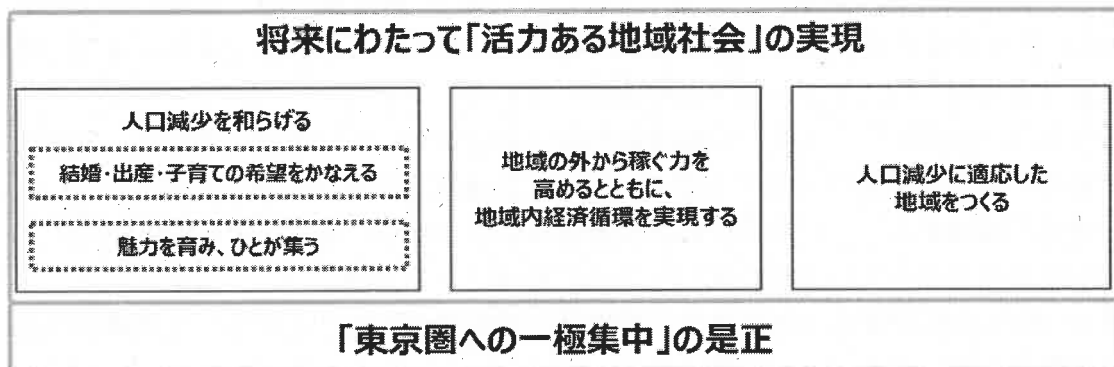 将来にわたって「活力ある地域社会」の実現
人口減少を和らげる
結婚・出産・子育ての希望をかなえる
魅力を育み、ひとが集う
地域の外から稼ぐ力を
高めるとともに、
地域内経済循環を実現する
人口減少に適応した
地域をつくる
「東京圏への一極集中」の是正